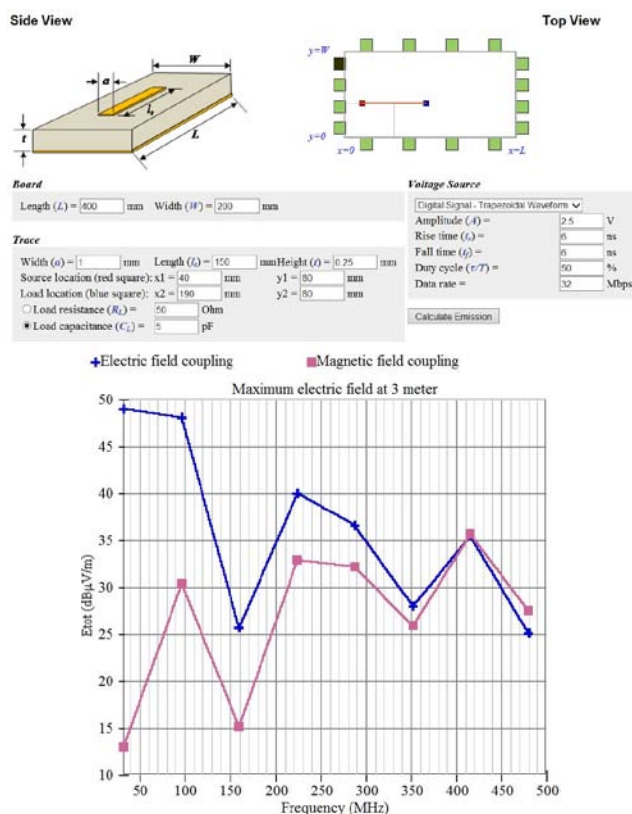 Side View
Top View
W
a
ls
L
t
y=W
y=0
x=0
x=L
Board
Length (L) = 400 mm Width (W) = 200 mm
Trace
Width (a) = 1 mm Length (ls) = 150 mm Height (t) = 0.25 mm
Source location (red square): x1 = 40 mm y1 = 80 mm
Load location (blue square): x2 = 190 mm y2 = 80 mm
Load resistance (RL) = 50 Ohm
Load capacitance (CL) = 5 pF
Voltage Source
Digital Signal - Trapezoidal Waveform
Amplitude (A) = 2.5 V
Rise time (tr) = 6 ns
Fall time (tf) = 6 ns
Duty cycle (τ/T) = 50 %
Data rate = 32 Mbps
Calculate Emission
Electric field coupling
Magnetic field coupling
Maximum electric field at 3 meter
50
40
35
30
25
20
15
10
Etot (dBµV/m)
50 100 150 200 250 300 350 400 450 500
Frequency (MHz)